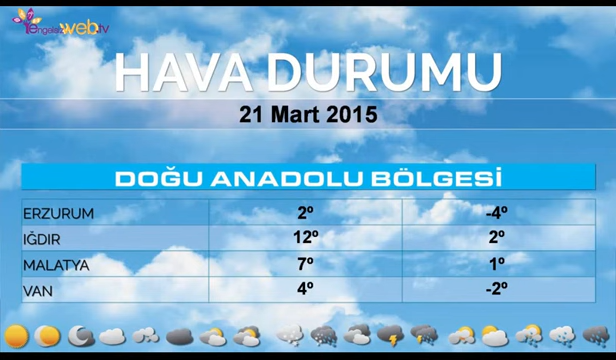 engelsizweb.tv
HAVA DURUMU
21 Mart 2015
DOĞU ANADOLU BÖLGESİ
ERZURUM 2º -4º
IĞDIR 12º 2º
MALATYA 7º 1º
VAN 4º -2º